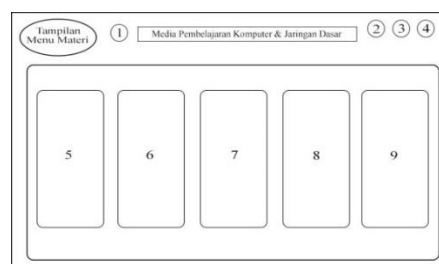 Tampilan
Menu Materi
1
Media Pembelajaran Komputer & Jaringan Dasar
2 3 4
5 6 7 8 9